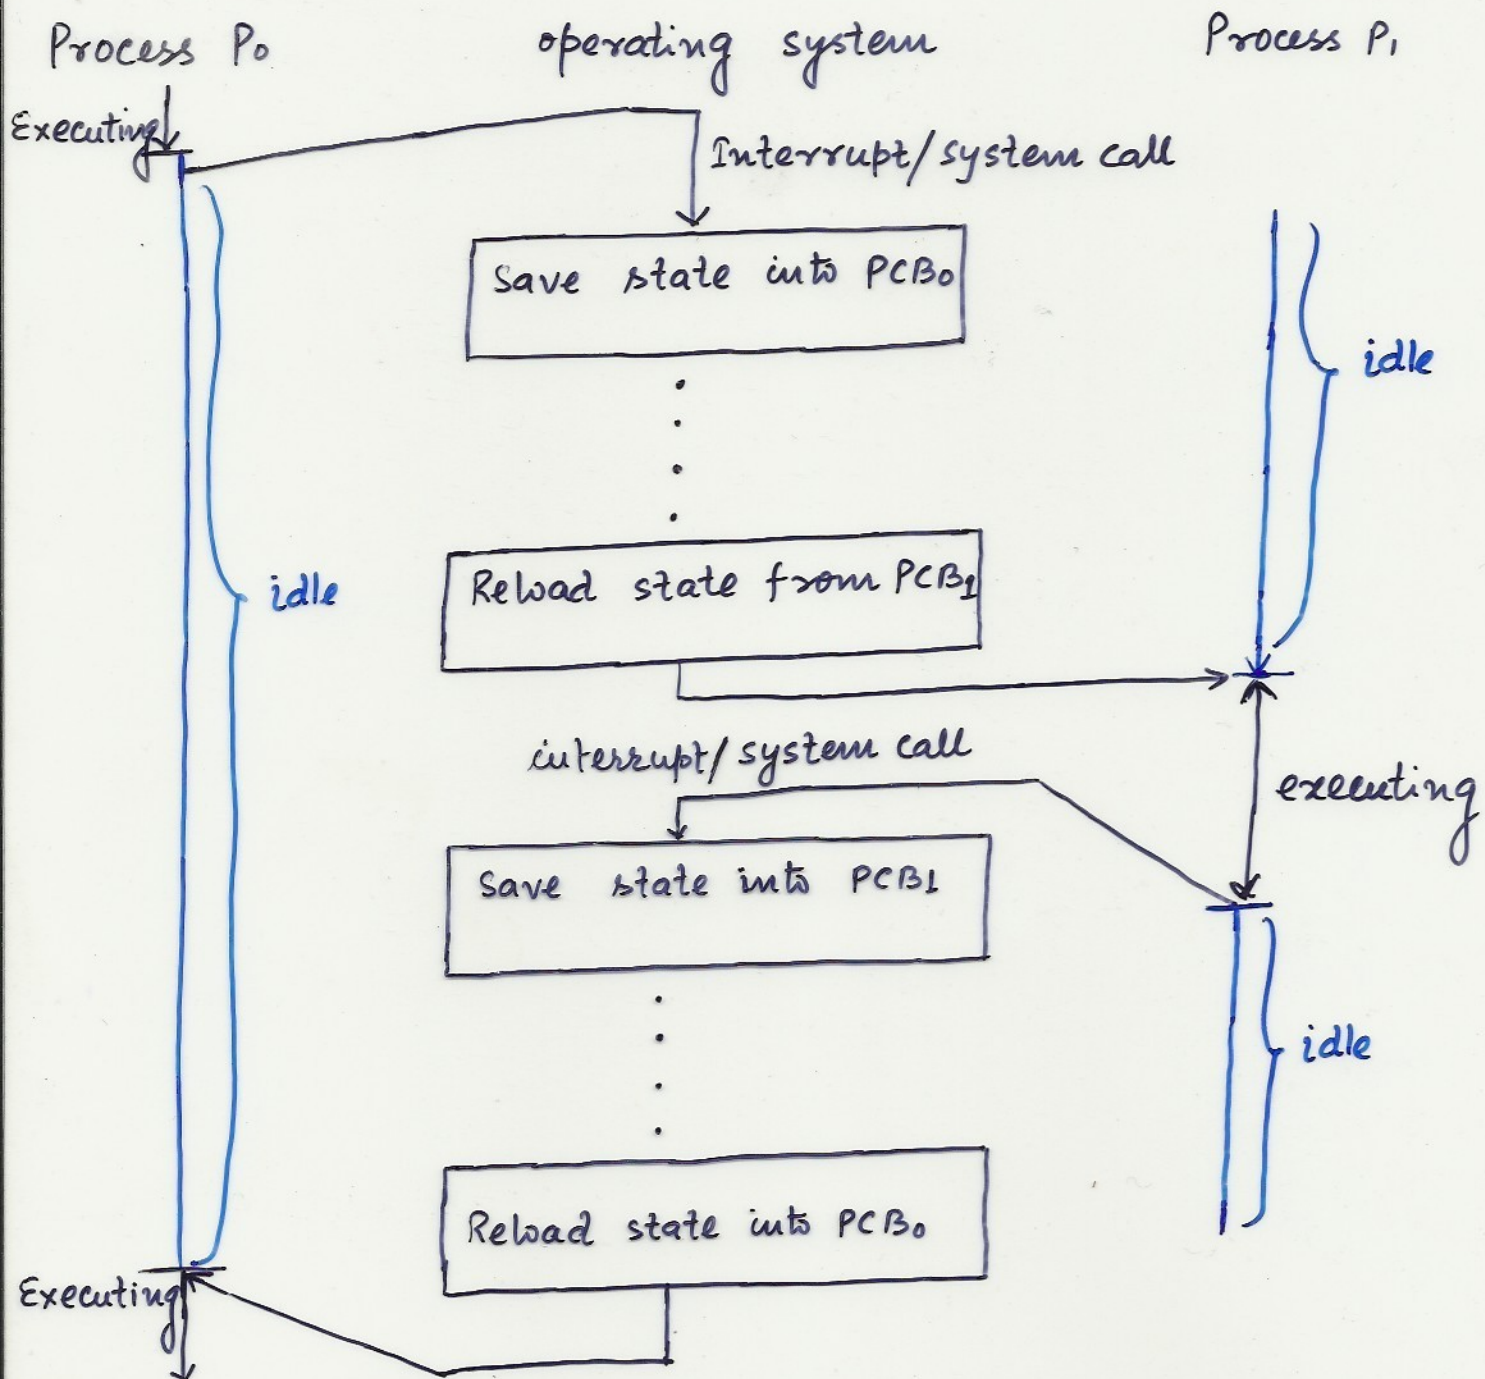 Process P0
operating system
Process P1
Executing
Interrupt/system call
Save state into PCB0
idle
idle
Reload state from PCB1
interrupt/system call
executing
Save state into PCB1
idle
Reload state into PCB0
Executing